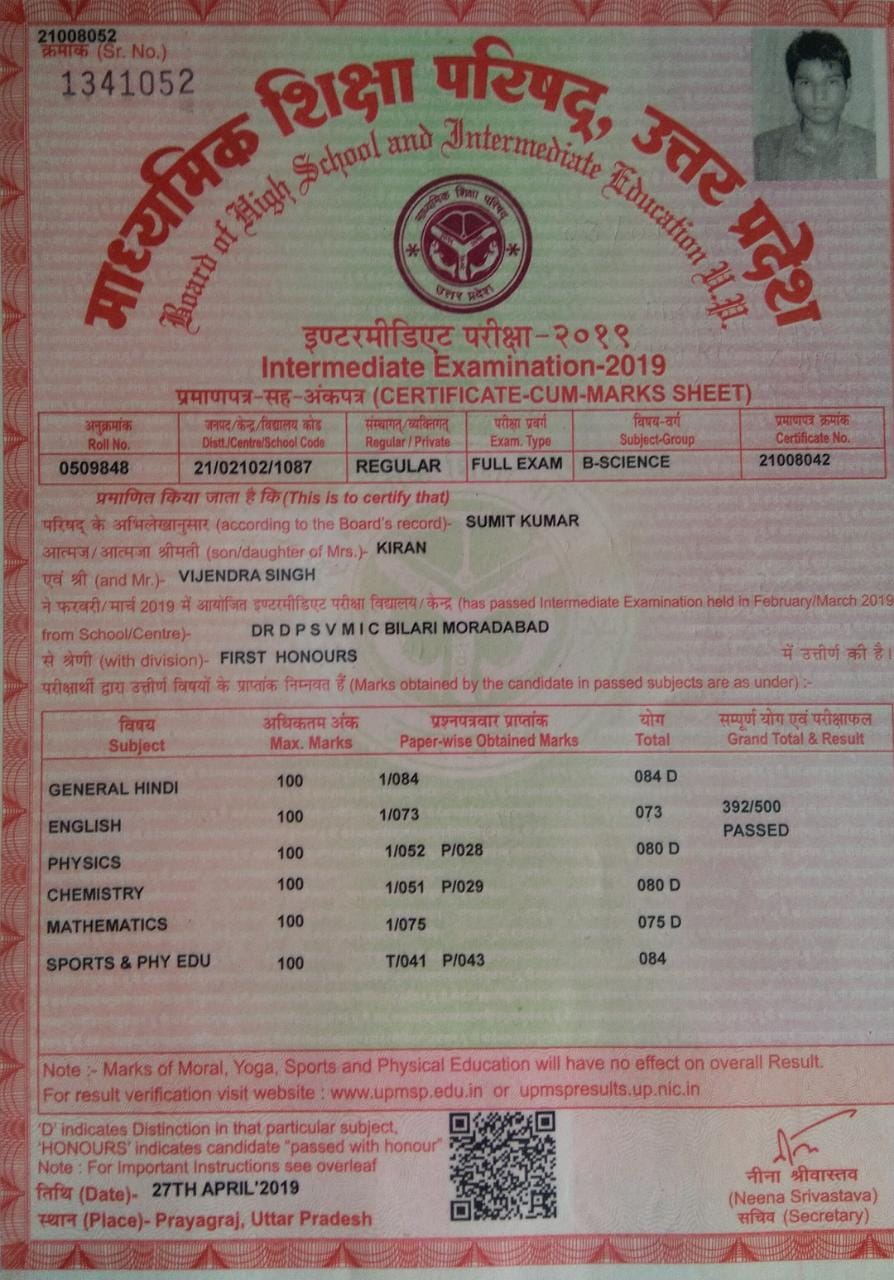 21008052
क्रमांक (Sr. No.)
1341052
माध्यमिक शिक्षा परिषद्, उत्तर प्रदेश
Board of High School and Intermediate Education U.P.
माध्यमिक शिक्षा परिषद्
उत्तर प्रदेश
इण्टरमीडिएट परीक्षा-२०१९
Intermediate Examination-2019
प्रमाणपत्र-सह-अंकपत्र (CERTIFICATE-CUM-MARKS SHEET)
अनुक्रमांक जनपद/केन्द्र/विद्यालय कोड संस्थागत्/व्यक्तिगत् परीक्षा प्रवर्ग विषय-वर्ग प्रमाणपत्र क्रमांक
Roll No. Distt./Centre/School Code Regular / Private Exam. Type Subject-Group Certificate No.
0509848 21/02102/1087 REGULAR FULL EXAM B-SCIENCE 21008042
प्रमाणित किया जाता है कि (This is to certify that)
परिषद् के अभिलेखानुसार (according to the Board's record)- SUMIT KUMAR
आत्मज/आत्मजा श्रीमती (son/daughter of Mrs.)- KIRAN
एवं श्री (and Mr.)- VIJENDRA SINGH
ने फरवरी/मार्च 2019 में आयोजित इण्टरमीडिएट परीक्षा विद्यालय/केन्द्र (has passed Intermediate Examination held in February/March 2019
from School/Centre)- DR D P S V M I C BILARI MORADABAD
से श्रेणी (with division)- FIRST HONOURS में उत्तीर्ण की है।
परीक्षार्थी द्वारा उत्तीर्ण विषयों के प्राप्तांक निम्नवत हैं (Marks obtained by the candidate in passed subjects are as under) :-
विषय अधिकतम अंक प्रश्नपत्रवार प्राप्तांक योग सम्पूर्ण योग एवं परीक्षाफल
Subject Max. Marks Paper-wise Obtained Marks Total Grand Total & Result
GENERAL HINDI 100 1/084 084 D
ENGLISH 100 1/073 073 392/500
PASSED
PHYSICS 100 1/052 P/028 080 D
CHEMISTRY 100 1/051 P/029 080 D
MATHEMATICS 100 1/075 075 D
SPORTS & PHY EDU 100 T/041 P/043 084
Note :- Marks of Moral, Yoga, Sports and Physical Education will have no effect on overall Result.
For result verification visit website : www.upmsp.edu.in or upmspresults.up.nic.in
'D' indicates Distinction in that particular subject,
'HONOURS' indicates candidate "passed with honour"
Note : For Important Instructions see overleaf
तिथि (Date)- 27TH APRIL'2019
स्थान (Place)- Prayagraj, Uttar Pradesh
नीना श्रीवास्तव
(Neena Srivastava)
सचिव (Secretary)